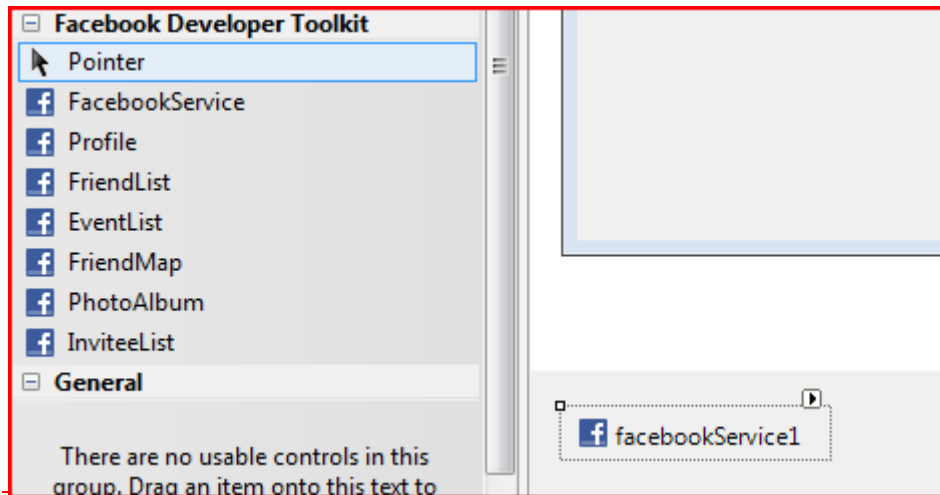 Facebook Developer Toolkit
Pointer
FacebookService
Profile
FriendList
EventList
FriendMap
PhotoAlbum
InviteeList
General
There are no usable controls in this
group. Drag an item onto this text to
facebookService1